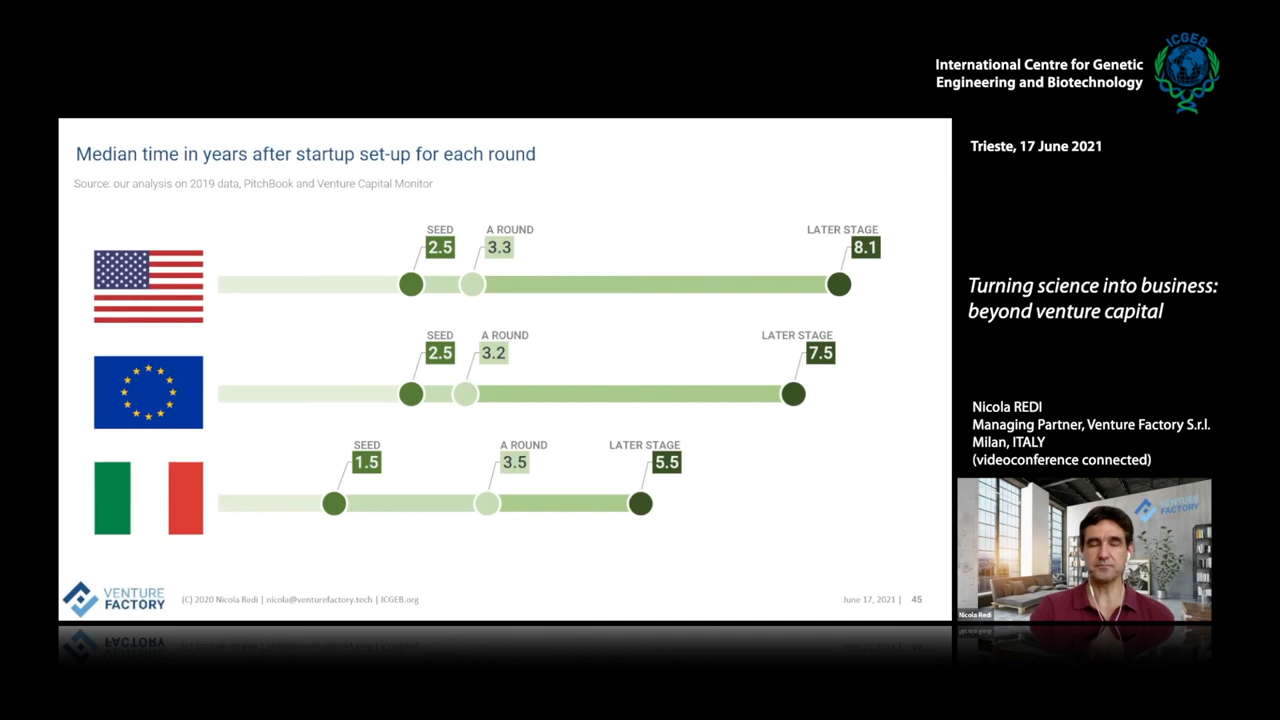 ICGEB
International Centre for Genetic
Engineering and Biotechnology
Trieste, 17 June 2021
Median time in years after startup set-up for each round
Source: our analysis on 2019 data, PitchBook and Venture Capital Monitor
SEED
2.5
A ROUND
3.3
LATER STAGE
8.1
SEED
2.5
A ROUND
3.2
LATER STAGE
7.5
SEED
1.5
A ROUND
3.5
LATER STAGE
5.5
VENTURE
FACTORY
(C) 2020 Nicola Redi | nicola@venturefactory.tech | ICGEB.org
June 17, 2021 | 45
Turning science into business:
beyond venture capital
Nicola REDI
Managing Partner, Venture Factory S.r.l.
Milan, ITALY
(videoconference connected)
VENTURE
FACTORY
Nicola Redi